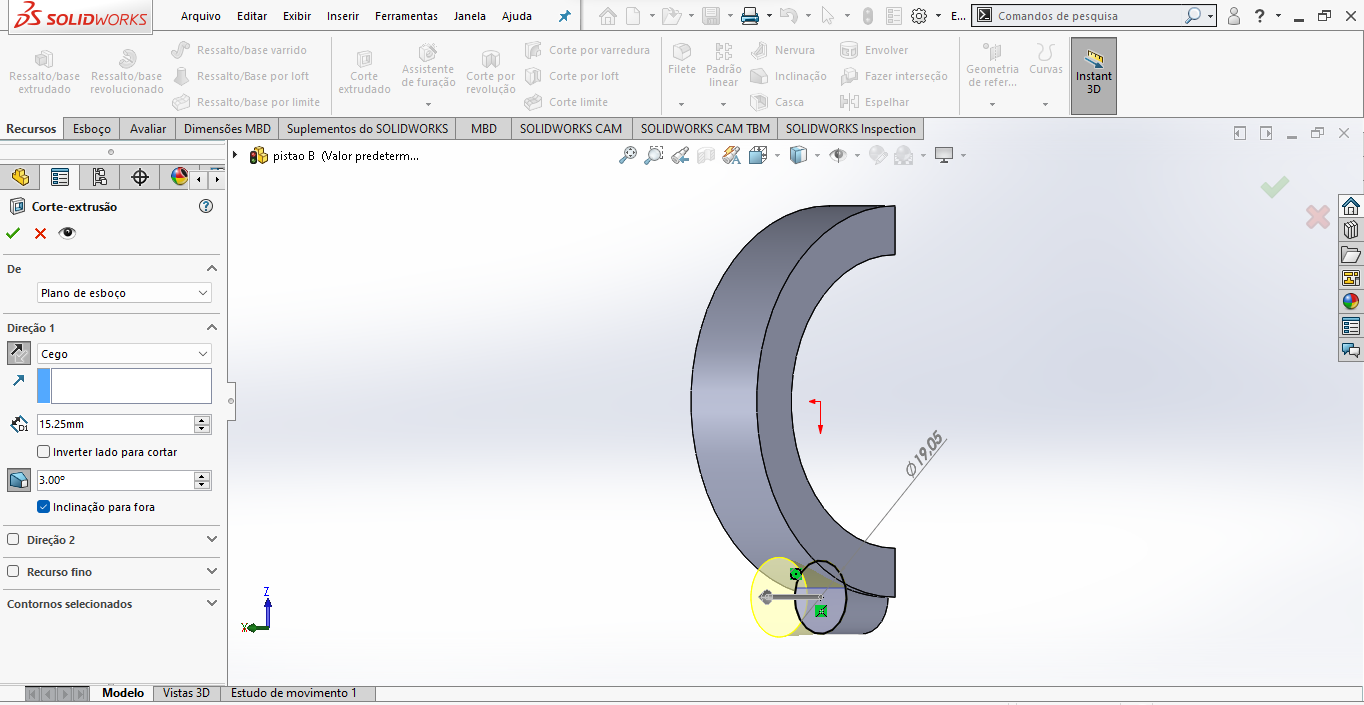 SOLIDWORKS
Arquivo Editar Exibir Inserir Ferramentas Janela Ajuda
E...
Comandos de pesquisa
?
Ressalto/base
extrudado
Ressalto/base
revolucionado
Ressalto/base varrido
Ressalto/Base por loft
Ressalto/base por limite
Corte
extrudado
Assistente
de furação
Corte por
revolução
Corte por varredura
Corte por loft
Corte limite
Filete
Padrão
linear
Nervura
Inclinação
Casca
Envolver
Fazer interseção
Espelhar
Geometria
de refer...
Curvas
Instant
3D
Recursos Esboço Avaliar Dimensões MBD Suplementos do SOLIDWORKS MBD SOLIDWORKS CAM SOLIDWORKS CAM TBM SOLIDWORKS Inspection
pistao B (Valor predeterm...
Corte-extrusão
De
Plano de esboço
Direção 1
Cego
D1
15.25mm
Inverter lado para cortar
3.00º
Inclinação para fora
Direção 2
Recurso fino
Contornos selecionados
Ø19,05
Z
X
Modelo Vistas 3D Estudo de movimento 1